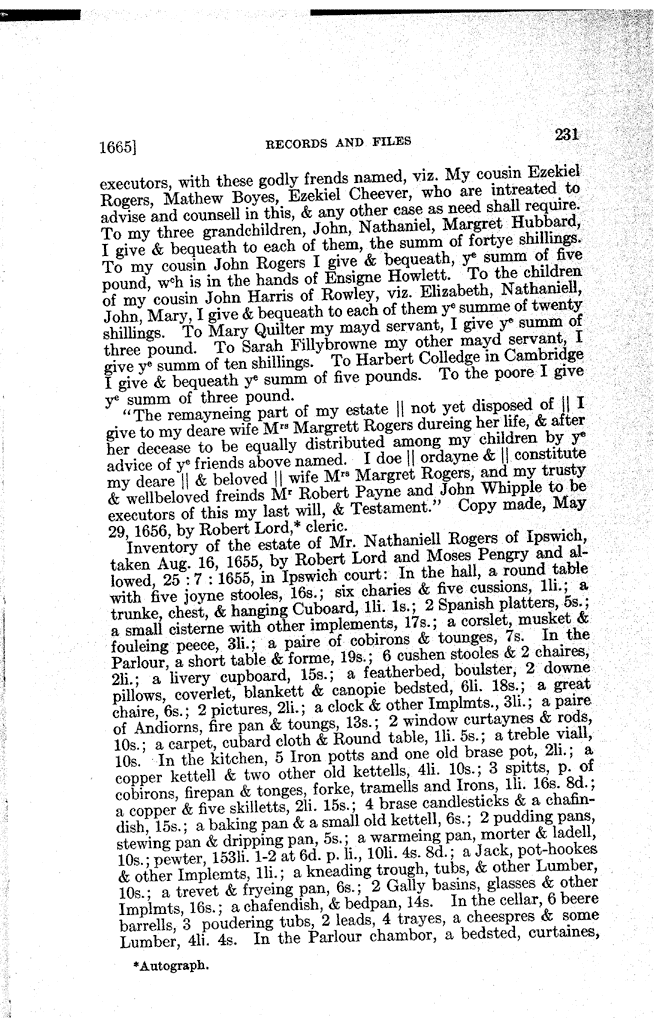 1665] RECORDS AND FILES 231
executors, with these godly frends named, viz. My cousin Ezekiel
Rogers, Mathew Boyes, Ezekiel Cheever, who are intreated to
advise and counsell in this, & any other case as need shall require.
To my three grandchildren, John, Nathaniel, Margret Hubbard,
I give & bequeath to each of them, the summ of fortye shillings.
To my cousin John Rogers I give & bequeath, yᵉ summ of five
pound, wᶜh is in the hands of Ensigne Howlett. To the children
of my cousin John Harris of Rowley, viz. Elizabeth, Nathaniell,
John, Mary, I give & bequeath to each of them yᵉ summe of twenty
shillings. To Mary Quilter my mayd servant, I give yᵉ summ of
three pound. To Sarah Fillybrowne my other mayd servant, I
give yᵉ summ of ten shillings. To Harbert Colledge in Cambridge
I give & bequeath yᵉ summ of five pounds. To the poore I give
yᵉ summ of three pound.
"The remayneing part of my estate || not yet disposed of || I
give to my deare wife Mʳˢ Margrett Rogers dureing her life, & after
her decease to be equally distributed among my children by yᵉ
advice of yᵉ friends above named. I doe || ordayne & || constitute
my deare || & beloved || wife Mʳˢ Margret Rogers, and my trusty
& wellbeloved freinds Mʳ Robert Payne and John Whipple to be
executors of this my last will, & Testament." Copy made, May
29, 1656, by Robert Lord,* cleric.
Inventory of the estate of Mr. Nathaniell Rogers of Ipswich,
taken Aug. 16, 1655, by Robert Lord and Moses Pengry and al-
lowed, 25 : 7 : 1655, in Ipswich court: In the hall, a round table
with five joyne stooles, 16s.; six charies & five cussions, 1li.; a
trunke, chest, & hanging Cuboard, 1li. 1s.; 2 Spanish platters, 5s.;
a small cisterne with other implements, 17s.; a corslet, musket &
fouleing peece, 3li.; a paire of cobirons & tounges, 7s. In the
Parlour, a short table & forme, 19s.; 6 cushen stooles & 2 chaires,
2li.; a livery cupboard, 15s.; a featherbed, boulster, 2 downe
pillows, coverlet, blankett & canopie bedsted, 6li. 18s.; a great
chaire, 6s.; 2 pictures, 2li.; a clock & other Implmts., 3li.; a paire
of Andiorns, fire pan & toungs, 13s.; 2 window curtaynes & rods,
10s.; a carpet, cubard cloth & Round table, 1li. 5s.; a treble viall,
10s. In the kitchen, 5 Iron potts and one old brase pot, 2li.; a
copper kettell & two other old kettells, 4li. 10s.; 3 spitts, p. of
cobirons, firepan & tonges, forke, tramells and Irons, 1li. 16s. 8d.;
a copper & five skilletts, 2li. 15s.; 4 brase candlesticks & a chafin-
dish, 15s.; a baking pan & a small old kettell, 6s.; 2 pudding pans,
stewing pan & dripping pan, 5s.; a warmeing pan, morter & ladell,
10s.; pewter, 153li. 1-2 at 6d. p. li., 10li. 4s. 8d.; a Jack, pot-hookes
& other Implemts, 1li.; a kneading trough, tubs, & other Lumber,
10s.; a trevet & fryeing pan, 6s.; 2 Gally basins, glasses & other
Implmts, 16s.; a chafendish, & bedpan, 14s. In the cellar, 6 beere
barrells, 3 poudering tubs, 2 leads, 4 trayes, a cheespres & some
Lumber, 4li. 4s. In the Parlour chambor, a bedsted, curtaines,
*Autograph.